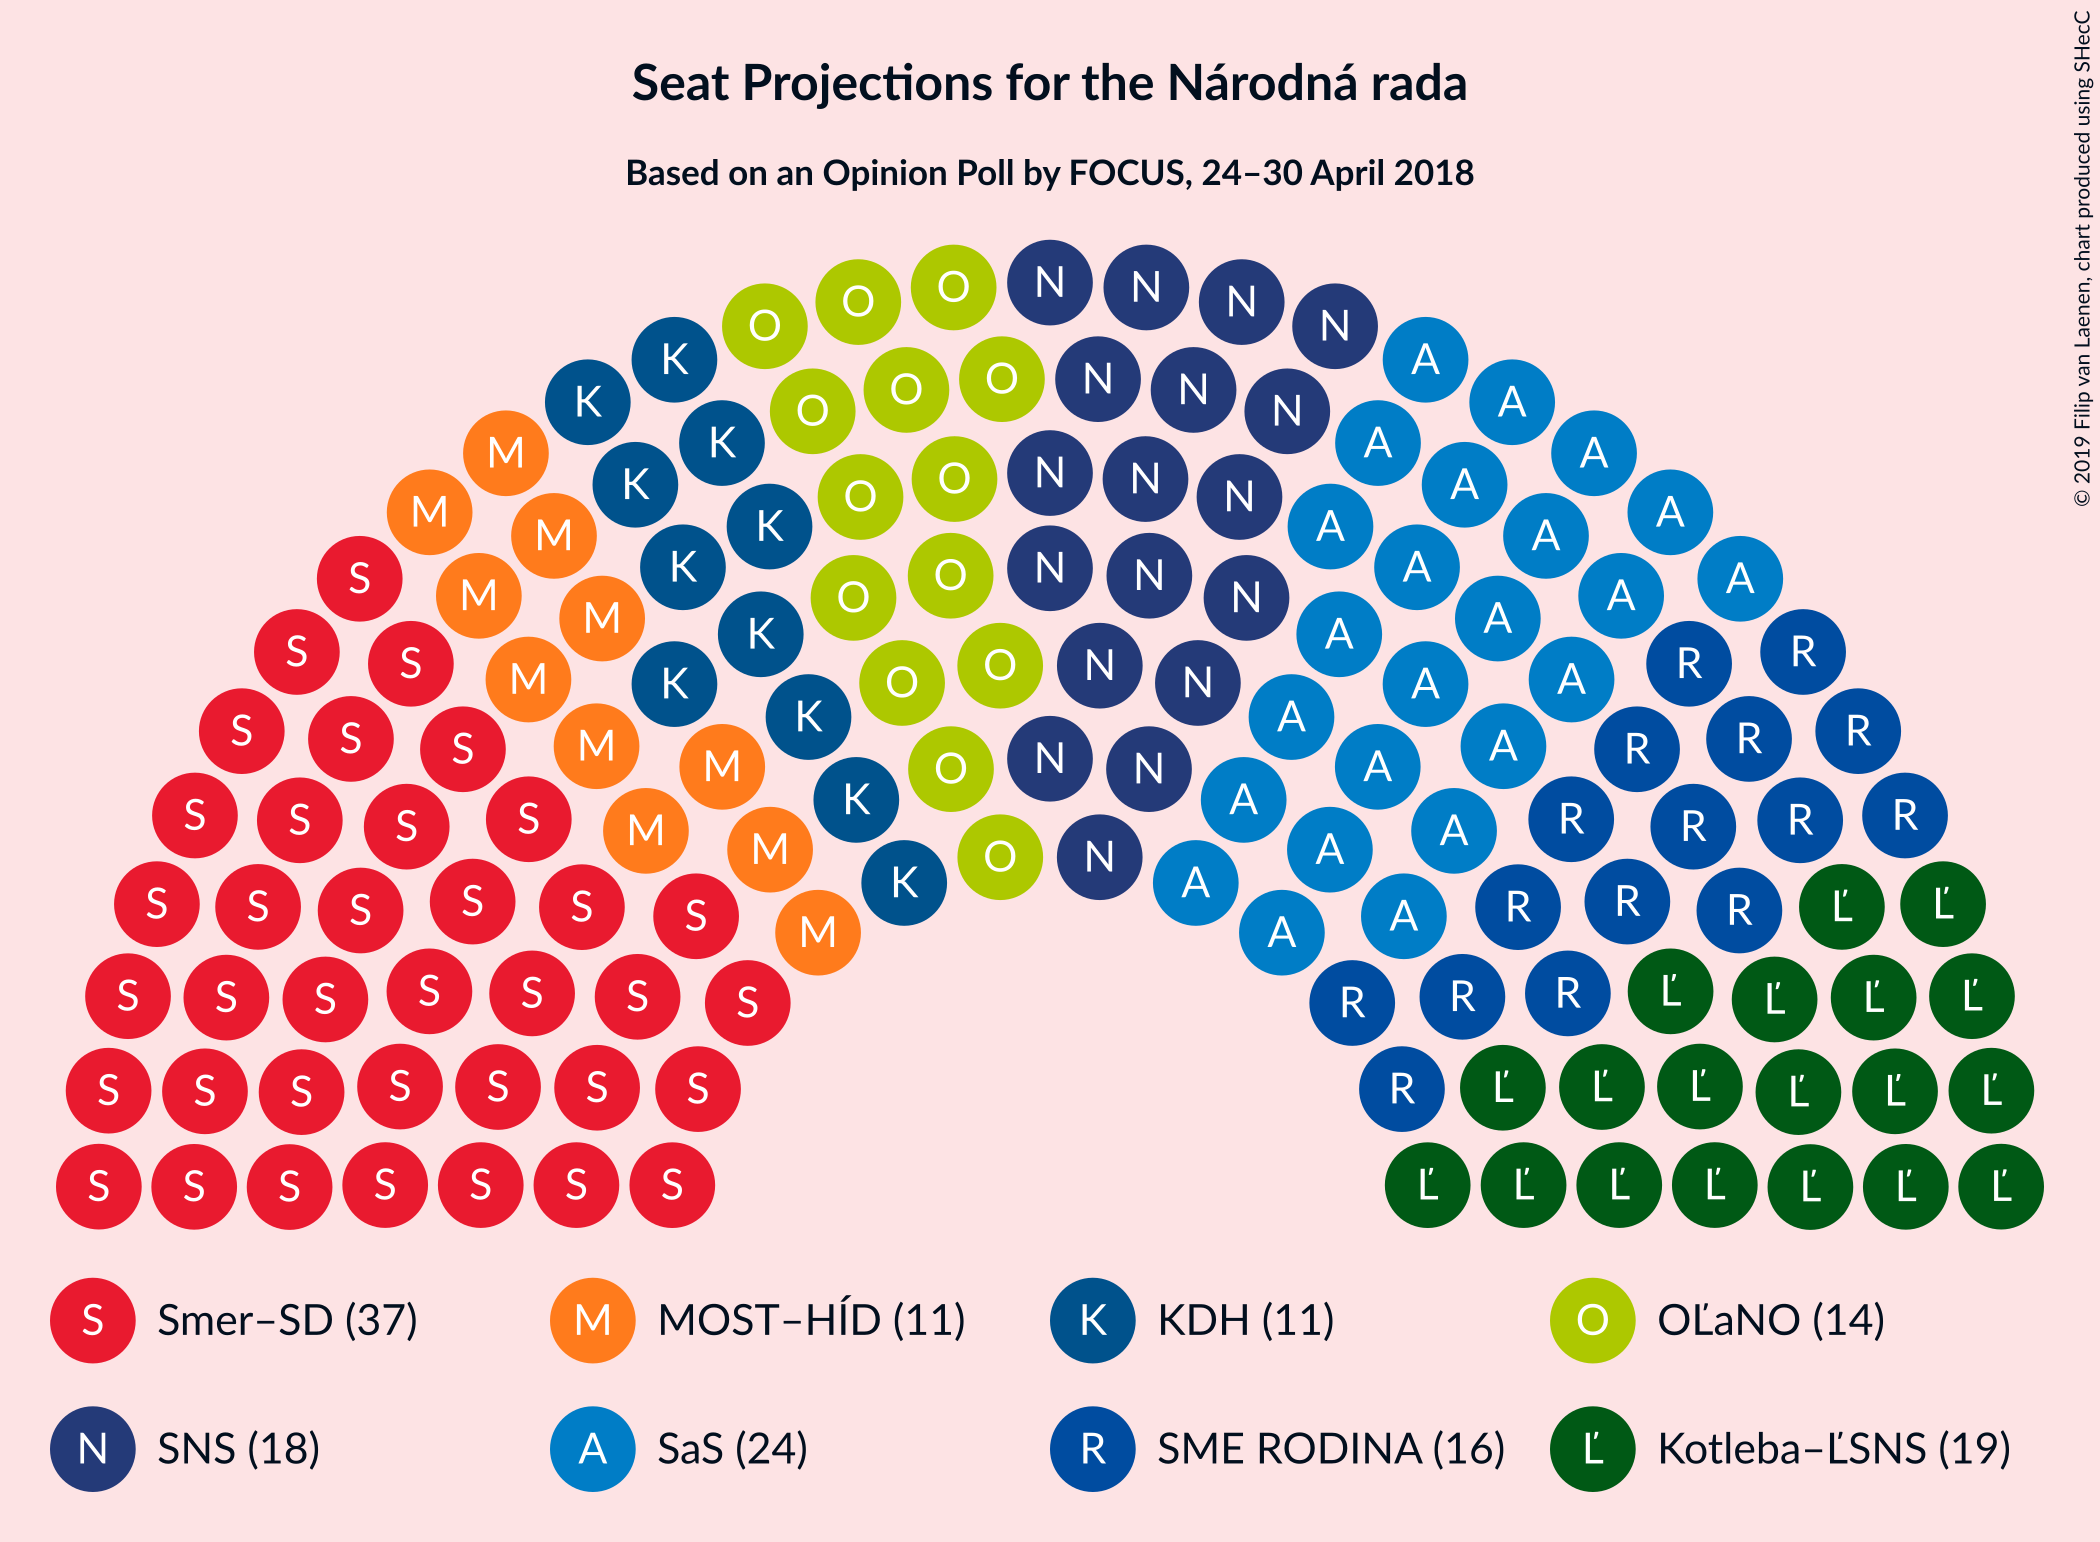 Seat Projections for the Národná rada
Based on an Opinion Poll by FOCUS, 24–30 April 2018
© 2019 Filip van Laenen, chart produced using SHecC
N
O N
O N
O N
O A
K A
K A
O O N N N
K O N A
K O O N N N A
M K O N A A
M K K O O N N N A A A
S M K O N A A
S M M K K O N A A A A
S S M K O N A R R
S S M K K A A A R R
S S S M K A A R R R
S S S S M M K O N A A A R R R R
S S S S S S M K O N A A A R R R Ľ Ľ
S S S S S S S R R R Ľ Ľ Ľ Ľ
S S S S S S S R Ľ Ľ Ľ Ľ Ľ Ľ
S S S S S S S Ľ Ľ Ľ Ľ Ľ Ľ Ľ
S Smer–SD (37) M MOST–HÍD (11) K KDH (11) O OĽaNO (14)
N SNS (18) A SaS (24) R SME RODINA (16) Ľ Kotleba–ĽSNS (19)